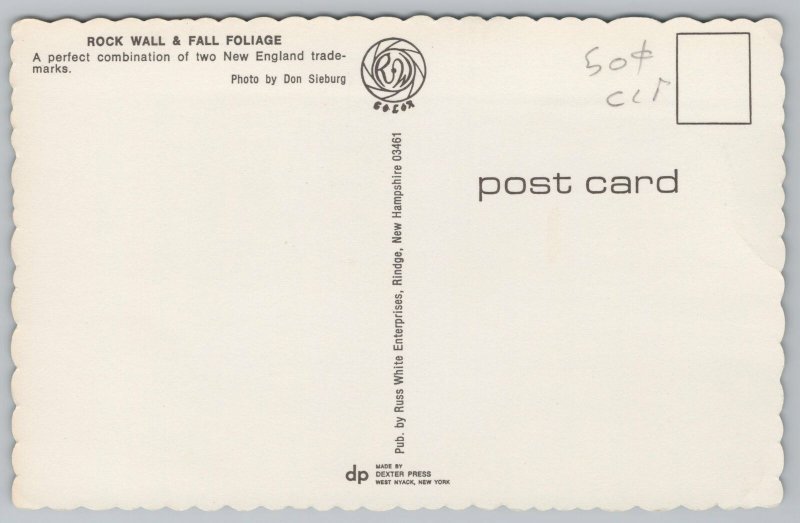 ROCK WALL & FALL FOLIAGE
A perfect combination of two New England trade-
marks.
Photo by Don Sieburg
COLOR
50¢
post card
Pub. by Russ White Enterprises, Rindge, New Hampshire 03461
dp
MADE BY
DEXTER PRESS
WEST NYACK, NEW YORK